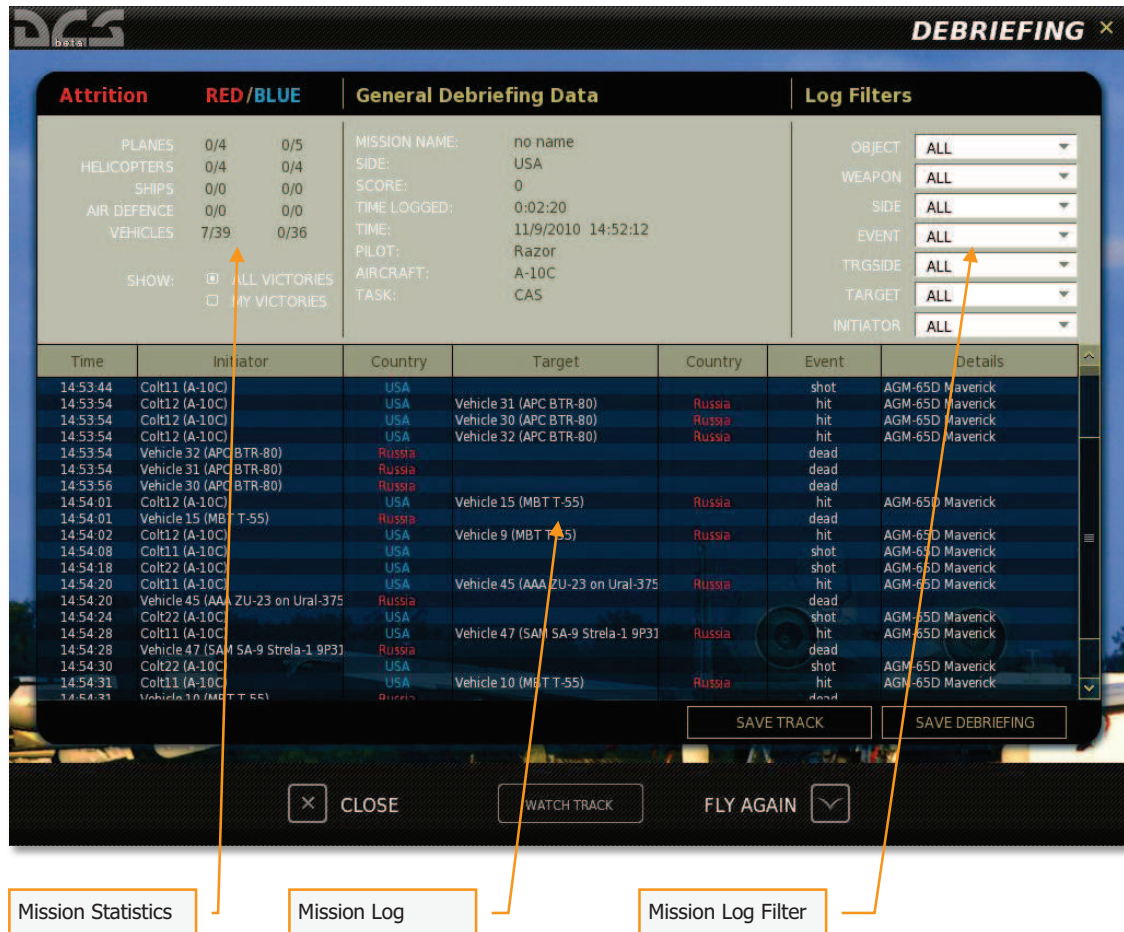 DCS
beta
DEBRIEFING ×
Attrition RED/BLUE
PLANES 0/4 0/5
HELICOPTERS 0/4 0/4
SHIPS 0/0 0/0
AIR DEFENCE 0/0 0/0
VEHICLES 7/39 0/36
SHOW: ALL VICTORIES
MY VICTORIES
General Debriefing Data
MISSION NAME: no name
SIDE: USA
SCORE: 0
TIME LOGGED: 0:02:20
TIME: 11/9/2010 14:52:12
PILOT: Razor
AIRCRAFT: A-10C
TASK: CAS
Log Filters
OBJECT ALL
WEAPON ALL
SIDE ALL
EVENT ALL
TRGSIDE ALL
TARGET ALL
INITIATOR ALL
Time Initiator Country Target Country Event Details
14:53:44 Colt11 (A-10C) USA shot AGM-65D Maverick
14:53:54 Colt12 (A-10C) USA Vehicle 31 (APC BTR-80) Russia hit AGM-65D Maverick
14:53:54 Colt12 (A-10C) USA Vehicle 30 (APC BTR-80) Russia hit AGM-65D Maverick
14:53:54 Colt12 (A-10C) USA Vehicle 32 (APC BTR-80) Russia hit AGM-65D Maverick
14:53:54 Vehicle 32 (APC BTR-80) Russia dead
14:53:54 Vehicle 31 (APC BTR-80) Russia dead
14:53:56 Vehicle 30 (APC BTR-80) Russia dead
14:54:01 Colt12 (A-10C) USA Vehicle 15 (MBT T-55) Russia hit AGM-65D Maverick
14:54:01 Vehicle 15 (MBT T-55) Russia dead
14:54:02 Colt12 (A-10C) USA Vehicle 9 (MBT T-55) Russia hit AGM-65D Maverick
14:54:08 Colt11 (A-10C) USA shot AGM-65D Maverick
14:54:18 Colt22 (A-10C) USA shot AGM-65D Maverick
14:54:20 Colt11 (A-10C) USA Vehicle 45 (AAA ZU-23 on Ural-375 Russia hit AGM-65D Maverick
14:54:20 Vehicle 45 (AAA ZU-23 on Ural-375 Russia dead
14:54:24 Colt22 (A-10C) USA shot AGM-65D Maverick
14:54:28 Colt11 (A-10C) USA Vehicle 47 (SAM SA-9 Strela-1 9P31 Russia hit AGM-65D Maverick
14:54:28 Vehicle 47 (SAM SA-9 Strela-1 9P31 Russia dead
14:54:30 Colt22 (A-10C) USA shot AGM-65D Maverick
14:54:31 Colt11 (A-10C) USA Vehicle 10 (MBT T-55) Russia hit AGM-65D Maverick
14:54:31 Vehicle 10 (MBT T-55) Russia dead
SAVE TRACK SAVE DEBRIEFING
× CLOSE WATCH TRACK FLY AGAIN
Mission Statistics Mission Log Mission Log Filter